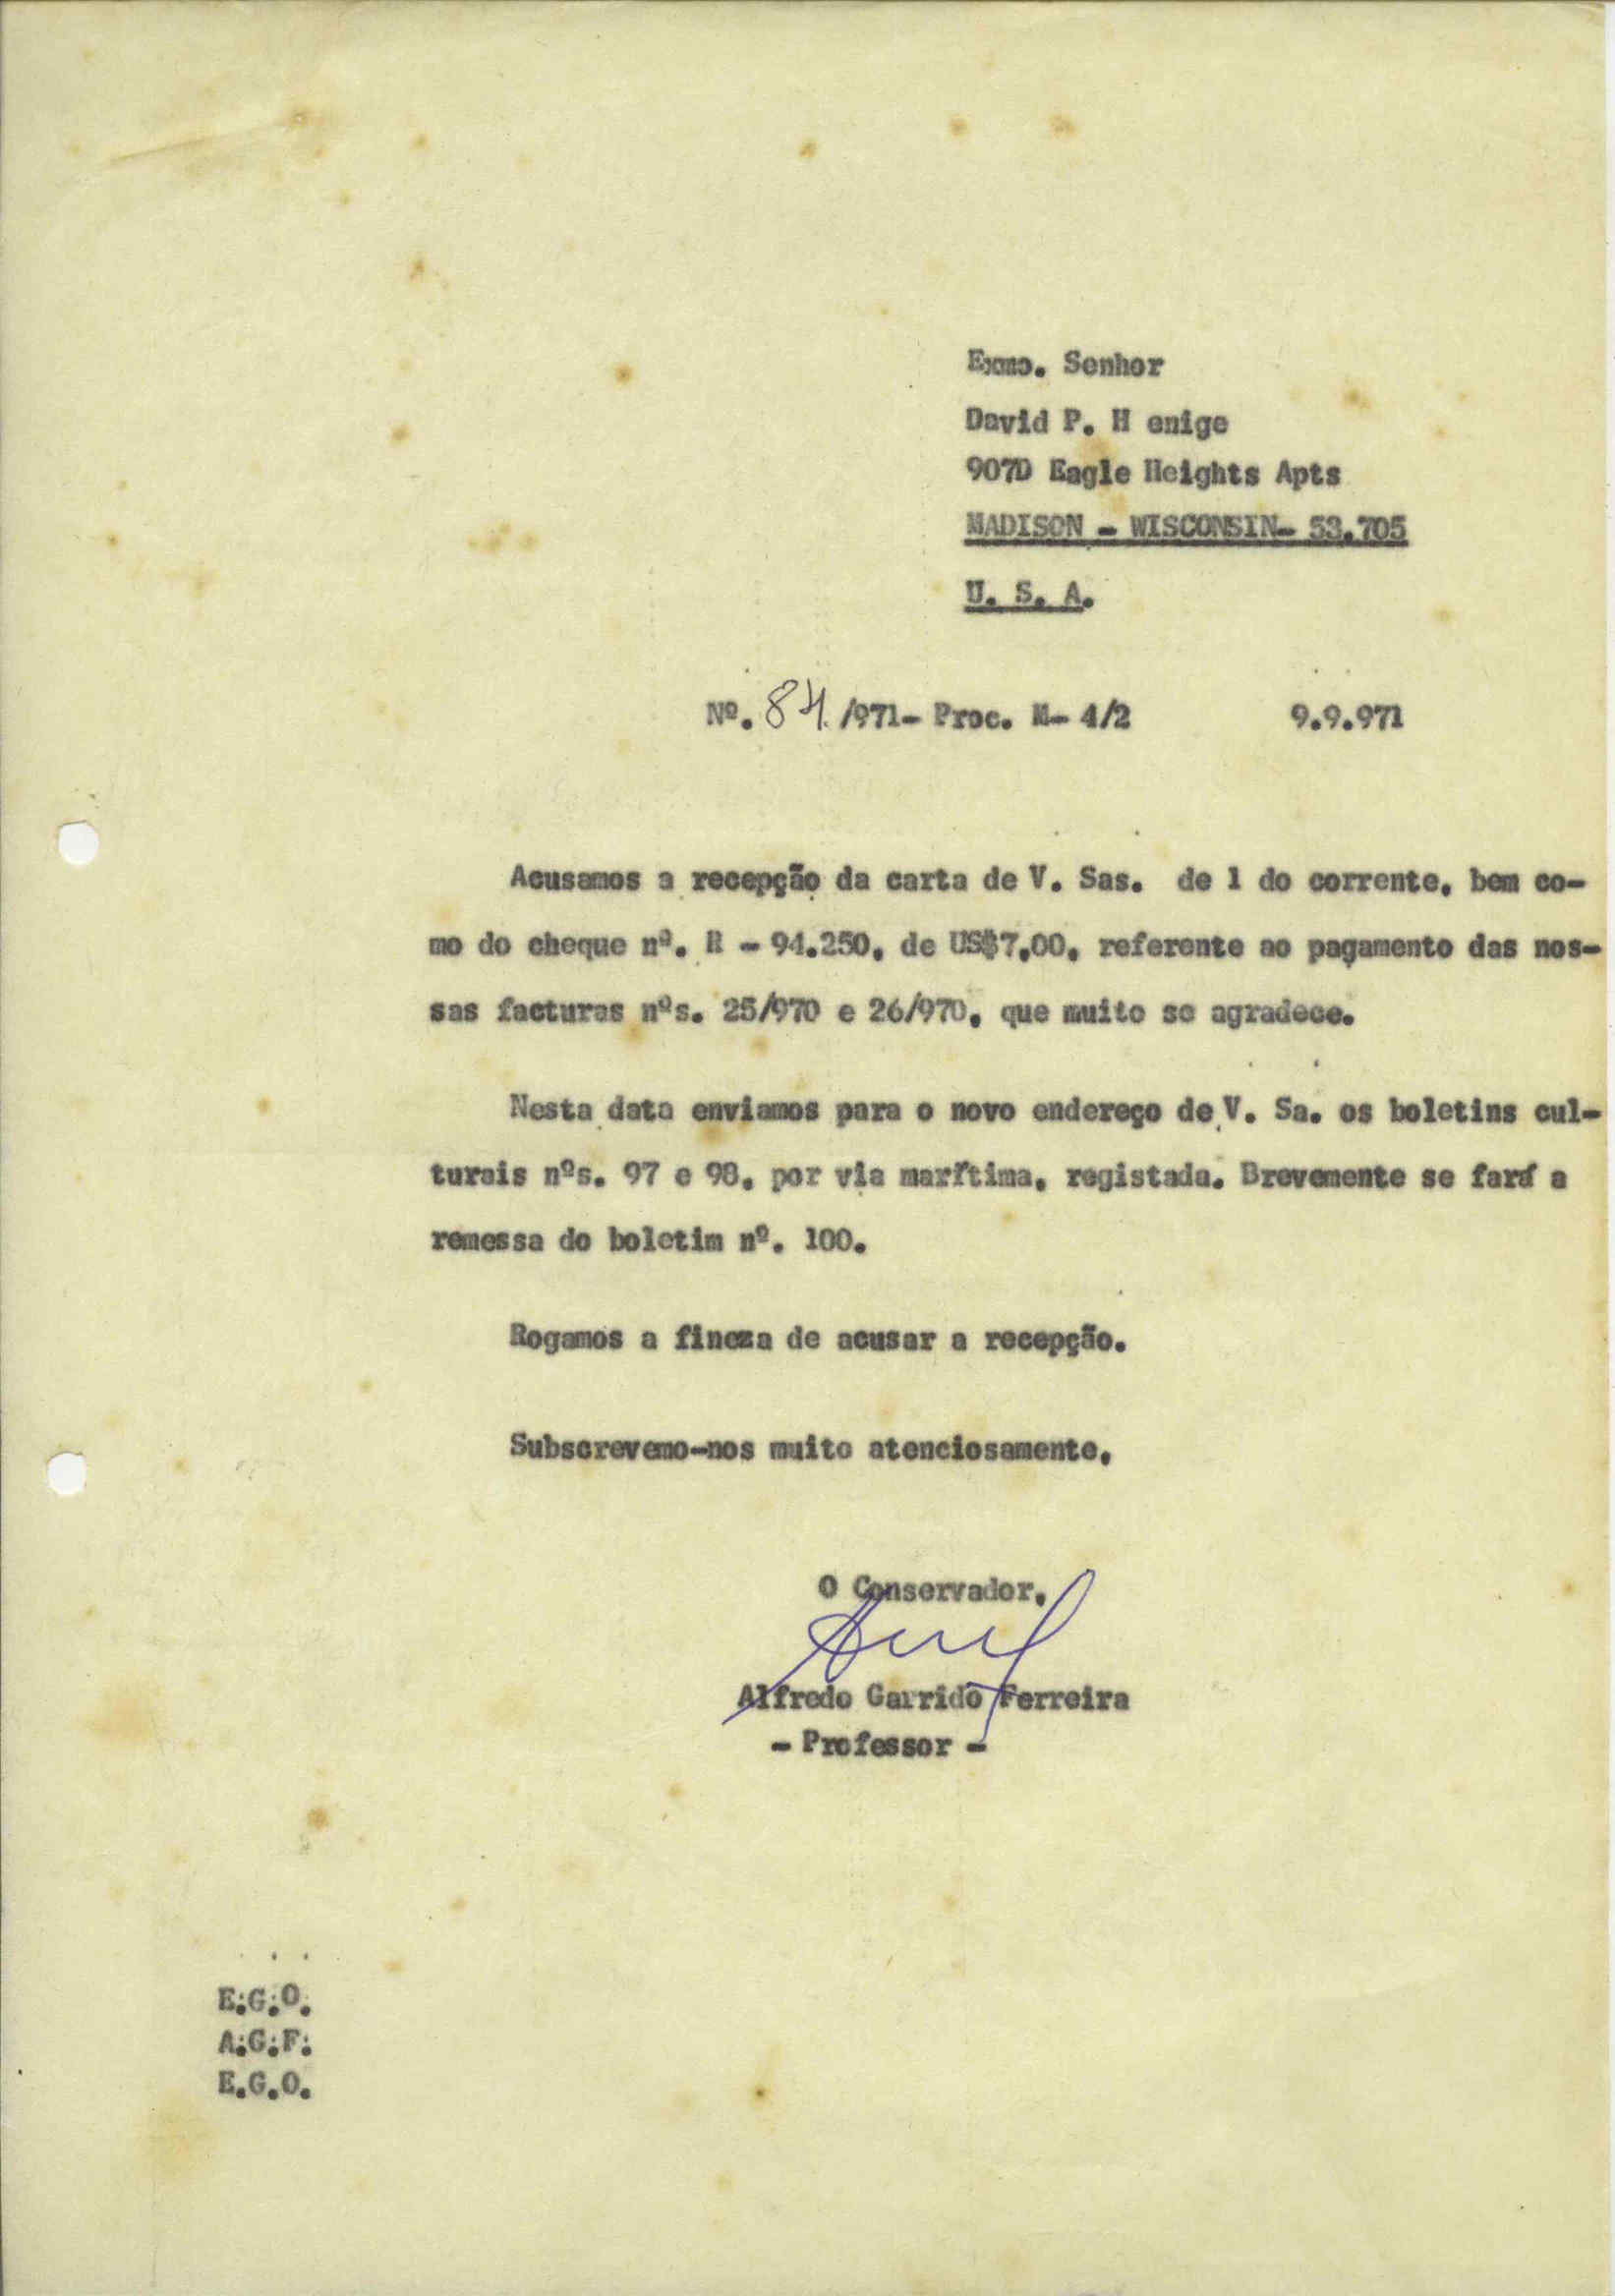 Exmo. Senhor
David P. H enige
907D Eagle Heights Apts
MADISON - WISCONSIN- 53.705
U. S. A.
Nº. 84 /971- Proc. M- 4/2 9.9.971
Acusamos a recepção da carta de V. Sas. de 1 do corrente, bem co-
mo do cheque nº. R - 94.250, de US$7,00, referente ao pagamento das nos-
sas facturas nºs. 25/970 e 26/970, que muito se agradece.
Nesta data enviamos para o novo endereço de V. Sa. os boletins cul-
turais nºs. 97 e 98, por via marítima, registada. Brevemente se fará a
remessa do boletim nº. 100.
Rogamos a fineza de acusar a recepção.
Subscrevemo-nos muito atenciosamente,
O Conservador,
Alfredo Garrido Ferreira
- Professor -
E.G.O.
A.G.F.
E.G.O.